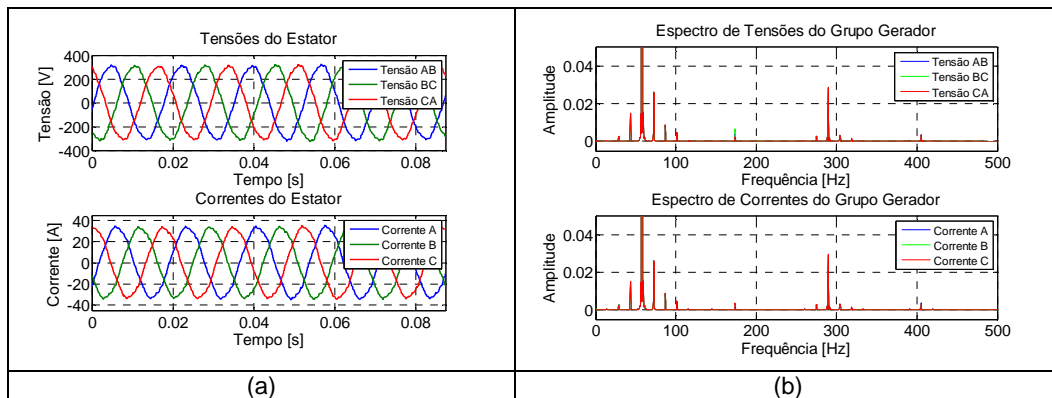 Tensões do Estator
Tensão [V]
400
200
0
-200
-400
Tensão AB
Tensão BC
Tensão CA
0 0.02 0.04 0.06 0.08
Tempo [s]
Correntes do Estator
Corrente [A]
40
20
0
-20
-40
Corrente A
Corrente B
Corrente C
0 0.02 0.04 0.06 0.08
Tempo [s]
(a)
Espectro de Tensões do Grupo Gerador
Amplitude
0.04
0.02
0
Tensão AB
Tensão BC
Tensão CA
0 100 200 300 400 500
Frequência [Hz]
Espectro de Correntes do Grupo Gerador
Amplitude
0.04
0.02
0
Corrente A
Corrente B
Corrente C
0 100 200 300 400 500
Frequência [Hz]
(b)